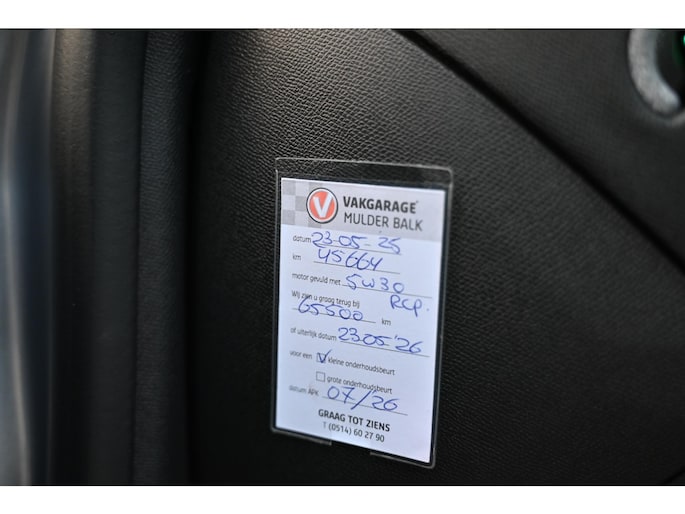 VAKGARAGE
MULDER BALK
datum 23-05-'25
km 45664
motor gevuld met 5W30
Wij zien u graag terug bij RCP.
65500 km
of uiterlijk datum 23-05-'26
voor een kleine onderhoudsbeurt
grote onderhoudsbeurt
datum APK 07/'26
GRAAG TOT ZIENS
T (0514) 60 27 90